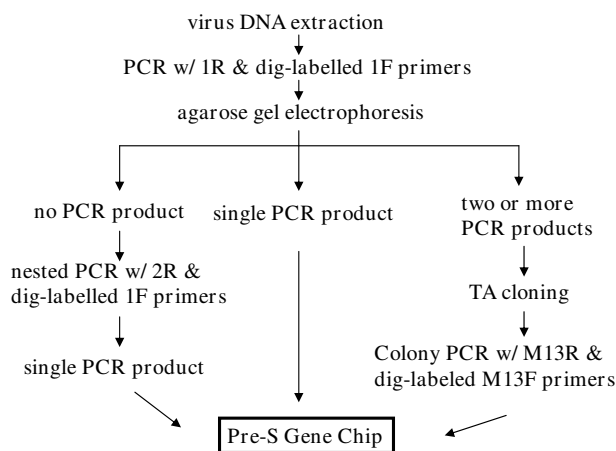 virus DNA extraction
PCR w/ 1R & dig-labelled 1F primers
agarose gel electrophoresis
no PCR product
nested PCR w/ 2R &
dig-labelled 1F primers
single PCR product
single PCR product
two or more
PCR products
TA cloning
Colony PCR w/ M13R &
dig-labeled M13F primers
Pre-S Gene Chip